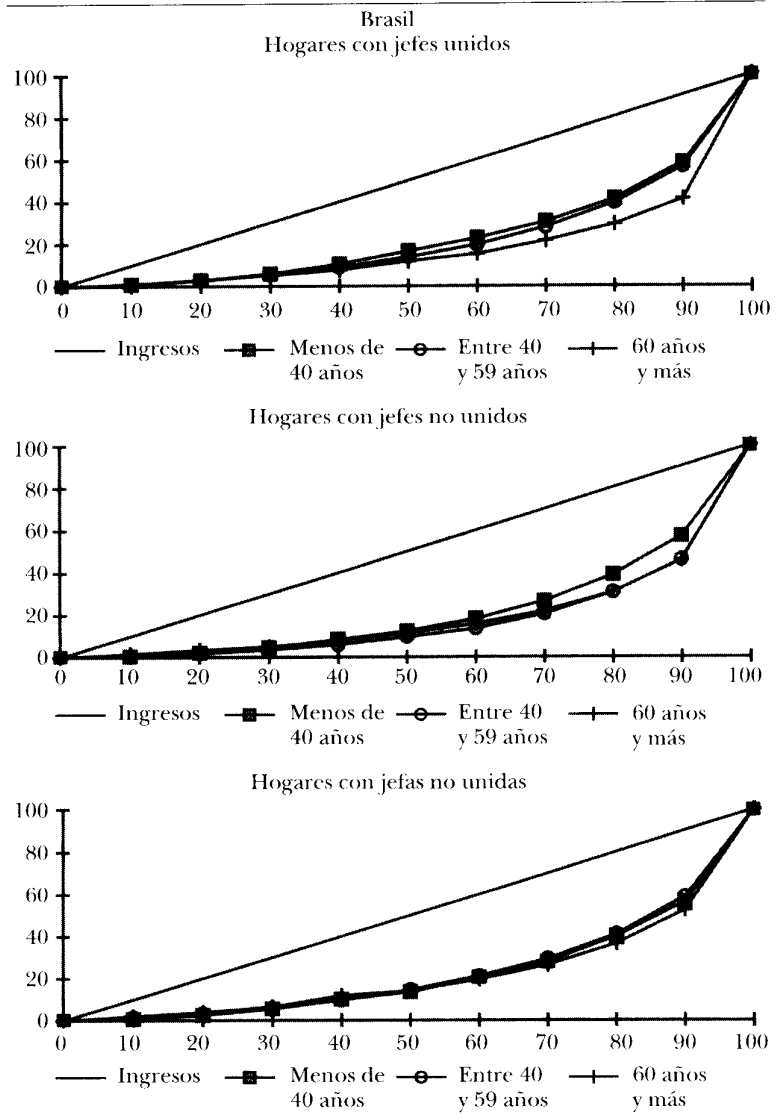 Brasil
Hogares con jefes unidos
100
80
60
40
20
0
0 10 20 30 40 50 60 70 80 90 100
Ingresos Menos de Entre 40 60 años
40 años y 59 años y más
Hogares con jefes no unidos
100
80
60
40
20
0
0 10 20 30 40 50 60 70 80 90 100
Ingresos Menos de Entre 40 60 años
40 años y 59 años y más
Hogares con jefas no unidas
100
80
60
40
20
0
0 10 20 30 40 50 60 70 80 90 100
Ingresos Menos de Entre 40 60 años
40 años y 59 años y más